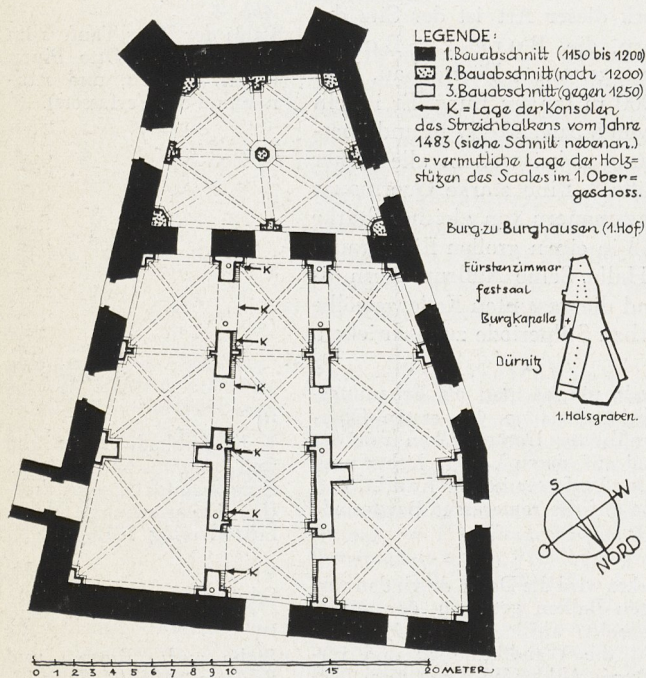 LEGENDE:
1. Bauabschnitt (1150 bis 1200)
2. Bauabschnitt (nach 1200)
3. Bauabschnitt (gegen 1250)
← K = Lage der Konsolen
des Streichbalkens vom Jahre
1483 (siehe Schnitt nebenan.)
o = vermutliche Lage der Holz=
stützen des Saales im 1. Ober=
geschoss.
Burg zu Burghausen (1. Hof)
Fürstenzimmer
Festsaal
Burgkapelle
Dürnitz
1. Halsgraben.
S
W
O
NORD
K
K
K
K
K
K
K
0 1 2 3 4 5 6 7 8 9 10 15 20 METER